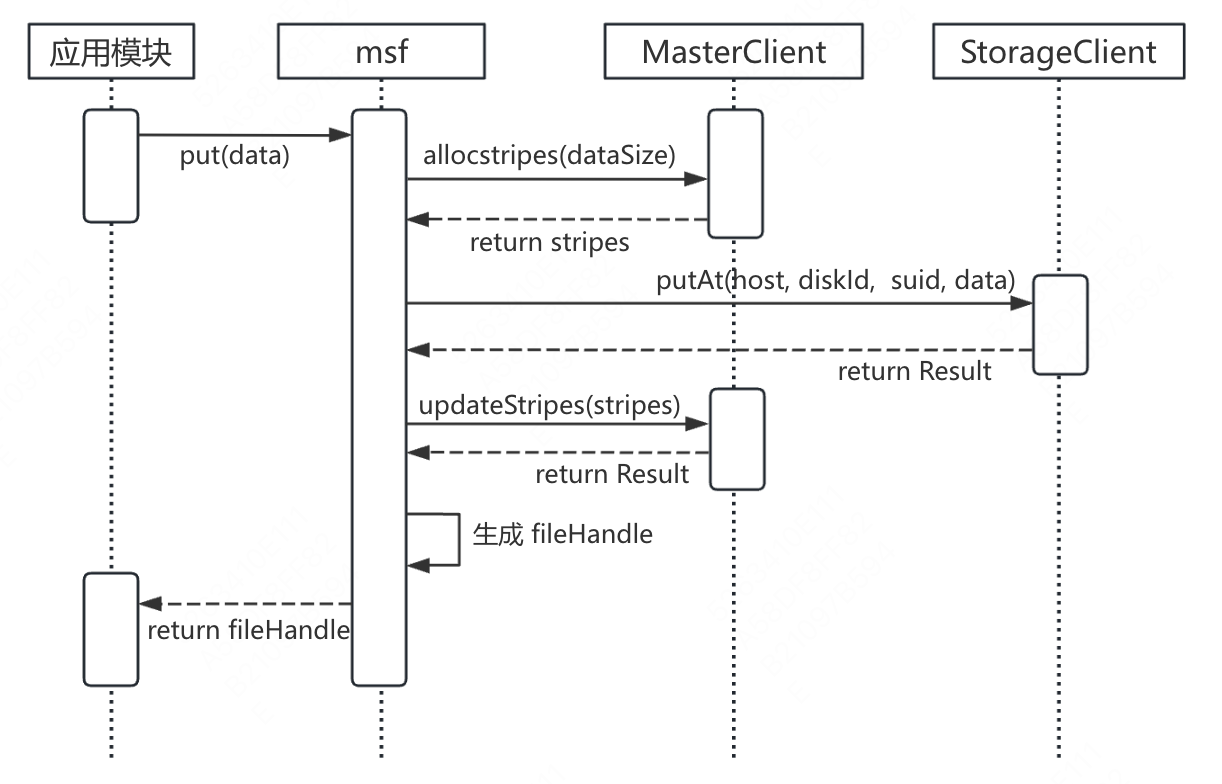 应用模块
msf
MasterClient
StorageClient
put(data)
allocstripes(dataSize)
return stripes
putAt(host, diskId, suid, data)
return Result
updateStripes(stripes)
return Result
生成 fileHandle
return fileHandle